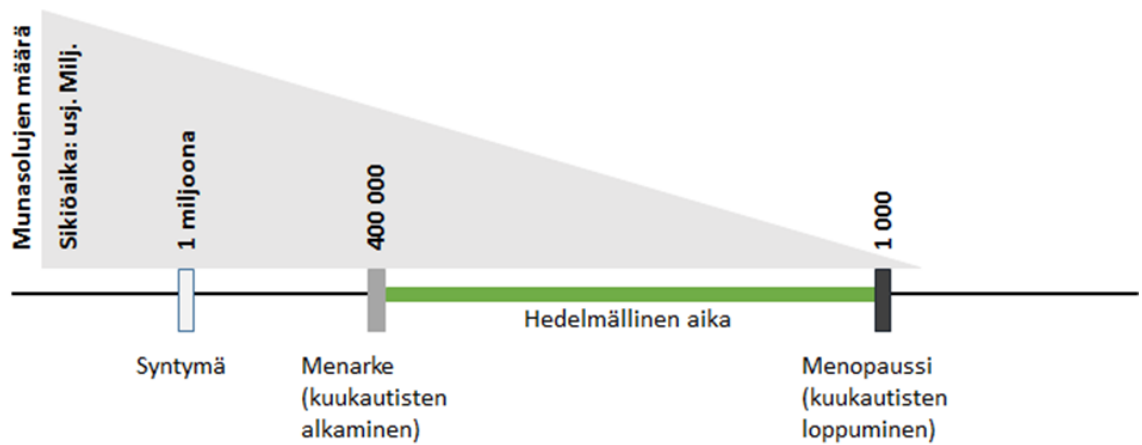 Munasolujen määrä
Sikiöaika: usj. Milj.
1 miljoona
400 000
1 000
Hedelmällinen aika
Syntymä
Menarke
(kuukautisten
alkaminen)
Menopaussi
(kuukautisten
loppuminen)